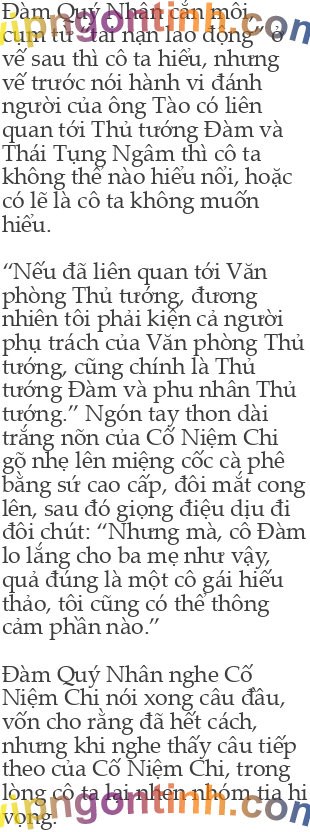 Đàm Quý Nhân cắn môi,
cụm từ “tai nạn lao động” ở
vế sau thì cô ta hiểu, nhưng
vế trước nói hành vi đánh
người của ông Tào có liên
quan tới Thủ tướng Đàm và
Thái Tụng Ngâm thì cô ta
không thể nào hiểu nổi, hoặc
có lẽ là cô ta không muốn
hiểu.

“Nếu đã liên quan tới Văn
phòng Thủ tướng, đương
nhiên tôi phải kiện cả người
phụ trách của Văn phòng Thủ
tướng, cũng chính là Thủ
tướng Đàm và phu nhân Thủ
tướng.” Ngón tay thon dài
trắng nõn của Cố Niệm Chi
gõ nhẹ lên miệng cốc cà phê
bằng sứ cao cấp, đôi mắt cong
lên, sau đó giọng điệu dịu đi
đôi chút: “Nhưng mà, cô Đàm
lo lắng cho ba mẹ như vậy,
quả đúng là một cô gái hiếu
thảo, tôi cũng có thể thông
cảm phần nào.”

Đàm Quý Nhân nghe Cố
Niệm Chi nói xong câu đầu,
vốn cho rằng đã hết cách,
nhưng khi nghe thấy câu tiếp
theo của Cố Niệm Chi, trong
lòng cô ta lại nhen nhóm tia hi
vọng.